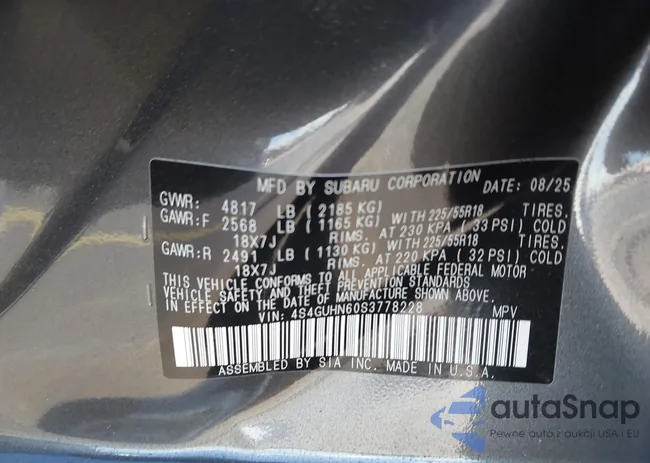 MFD BY SUBARU CORPORATION DATE: 08/25
GVWR: 4817 LB (2185 KG)
GAWR: F 2568 LB (1165 KG) WITH 225/55R18 TIRES,
18X7J RIMS, AT 230 KPA (33 PSI) COLD
GAWR: R 2491 LB (1130 KG) WITH 225/55R18 TIRES,
18X7J RIMS, AT 220 KPA (32 PSI) COLD
THIS VEHICLE CONFORMS TO ALL APPLICABLE FEDERAL MOTOR
VEHICLE SAFETY AND THEFT PREVENTION STANDARDS
IN EFFECT ON THE DATE OF MANUFACTURE SHOWN ABOVE.
VIN: 4S4GUHN60S3778228 MPV
ASSEMBLED BY SIA INC. MADE IN U.S.A.
autaSnap
Pewne auto z aukcji USA i EU